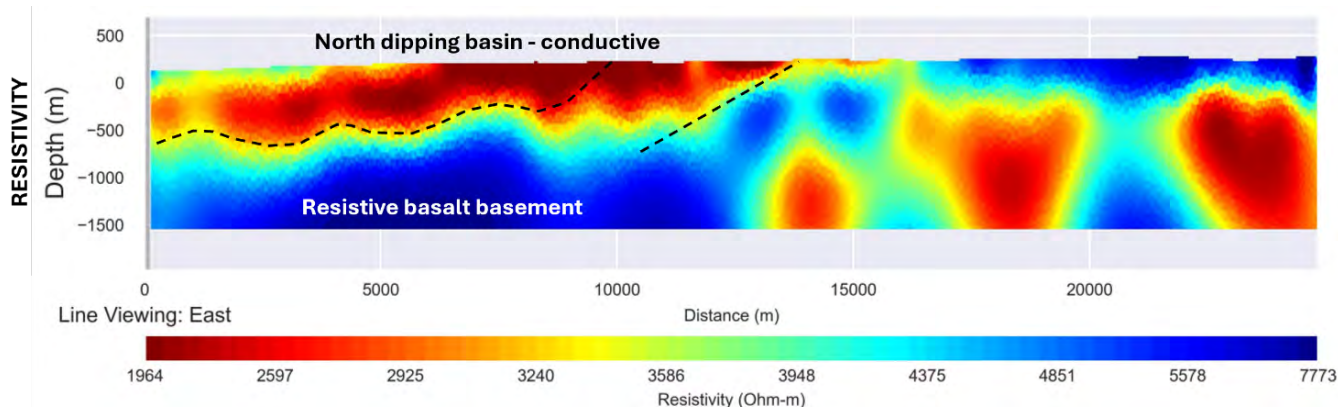 North dipping basin - conductive
Resistive basalt basement
RESISTIVITY
Depth (m)
500
0
−500
−1000
−1500
0 5000 10000 15000 20000
Line Viewing: East
Distance (m)
1964 2597 2925 3240 3586 3948 4375 4851 5578 7773
Resistivity (Ohm-m)